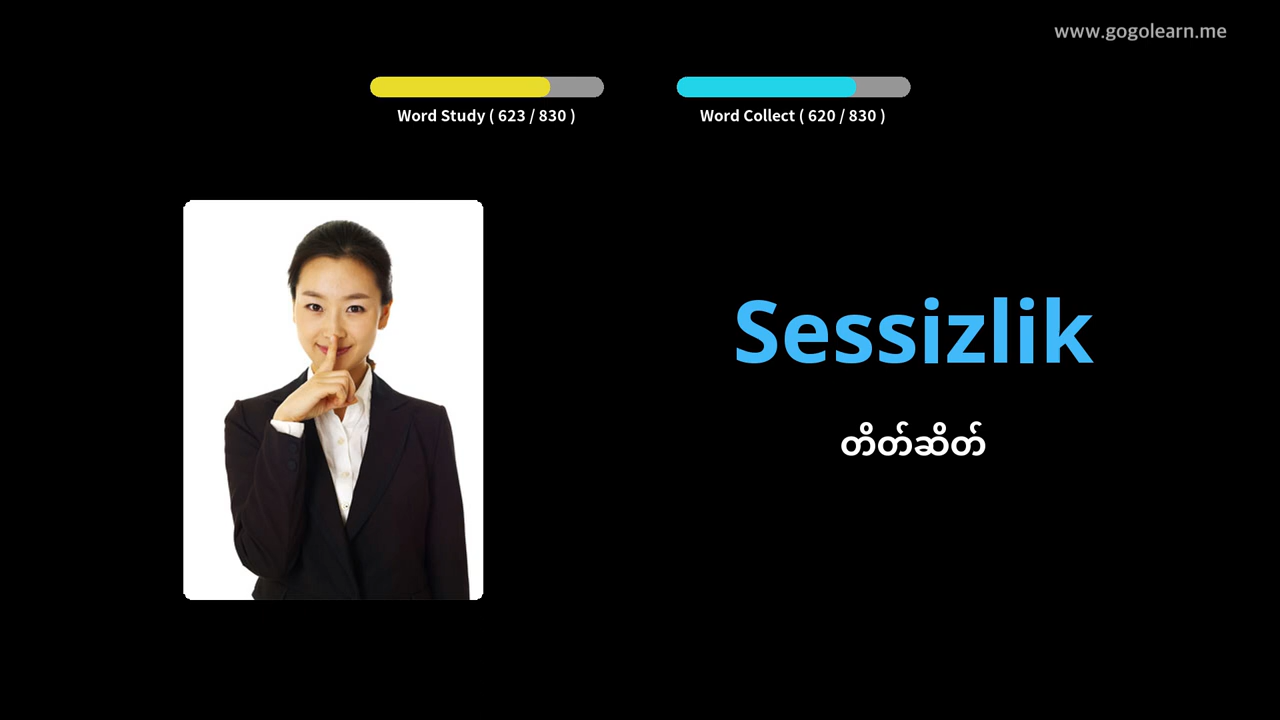 www.gogolearn.me
Word Study ( 623 / 830 )
Word Collect ( 620 / 830 )
Sessizlik
တိတ်ဆိတ်